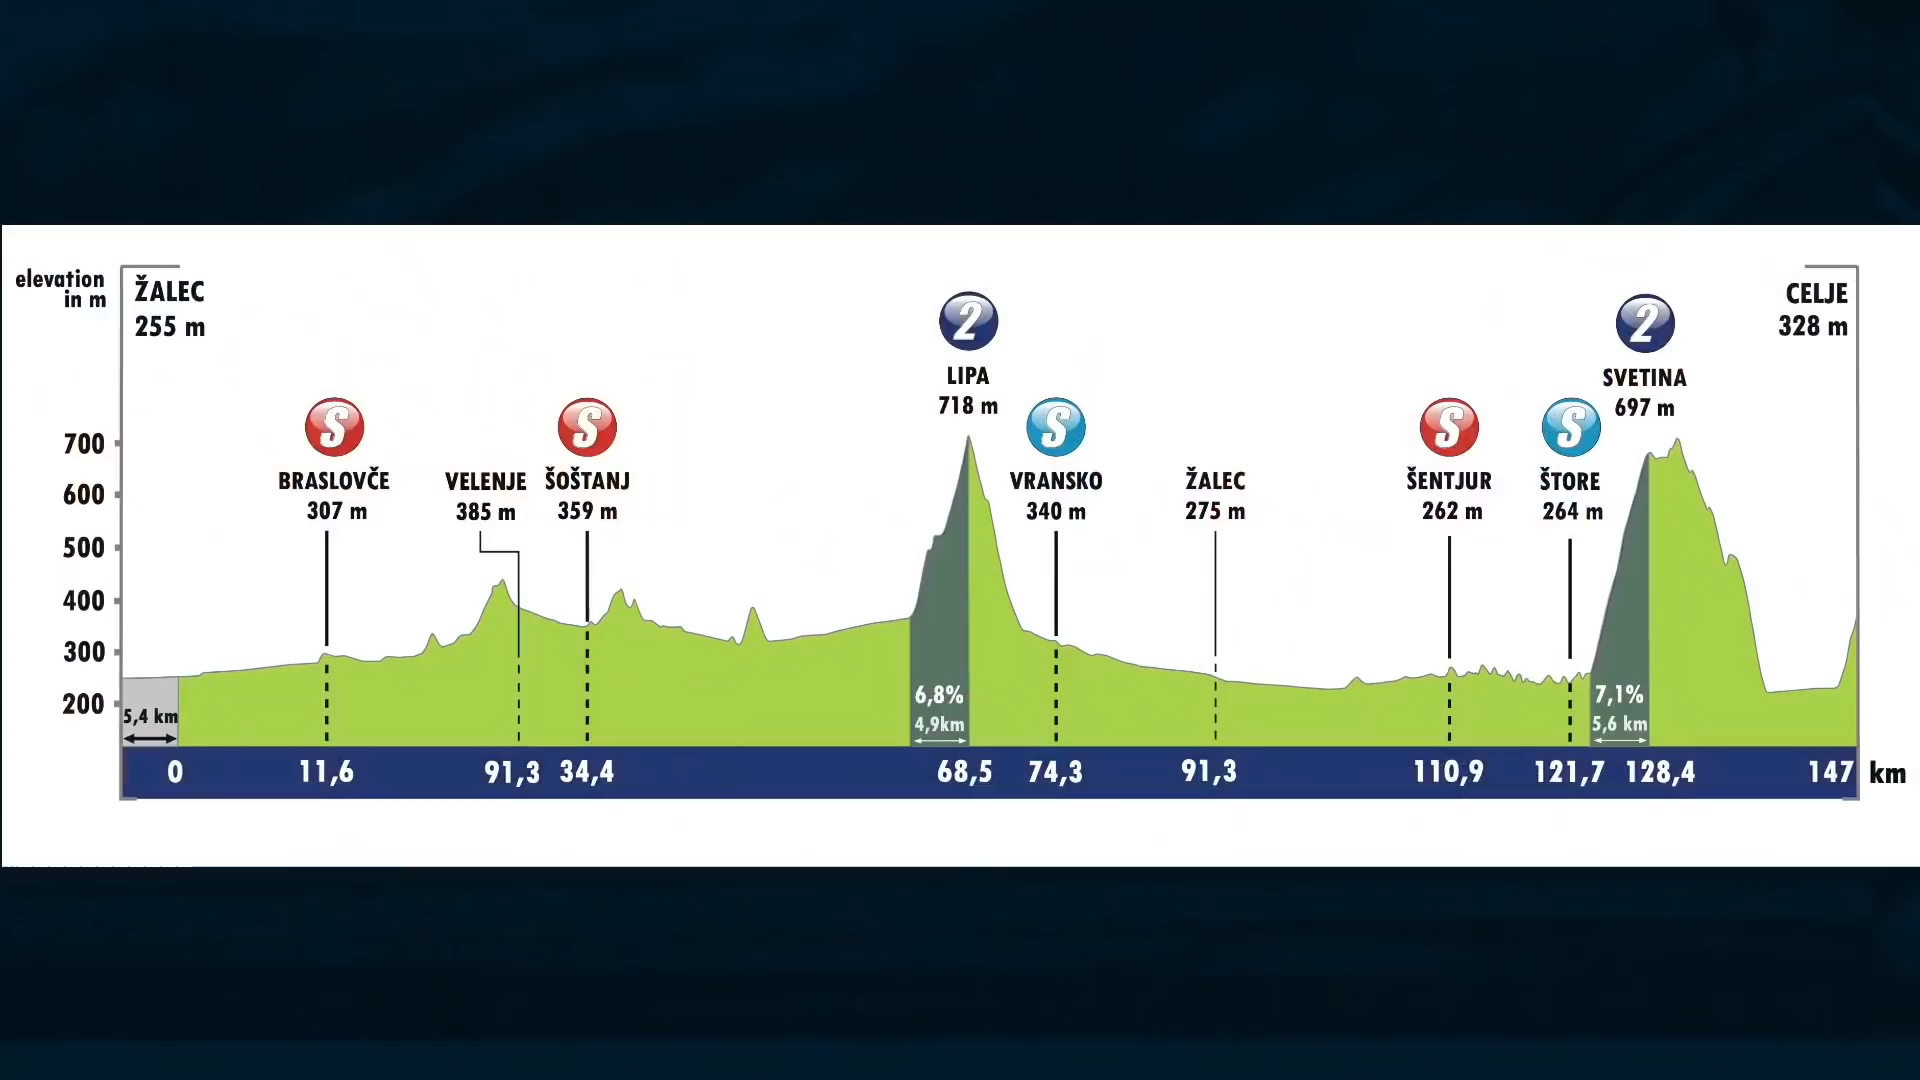 elevation
in m
ŽALEC
255 m
CELJE
328 m
2
LIPA
718 m
2
SVETINA
697 m
S
BRASLOVČE
307 m
VELENJE
385 m
S
ŠOŠTANJ
359 m
S
VRANSKO
340 m
ŽALEC
275 m
S
ŠENTJUR
262 m
S
ŠTORE
264 m
700
600
500
400
300
200
5,4 km
6,8%
4,9km
7,1%
5,6 km
0 11,6 91,3 34,4 68,5 74,3 91,3 110,9 121,7 128,4 147 km